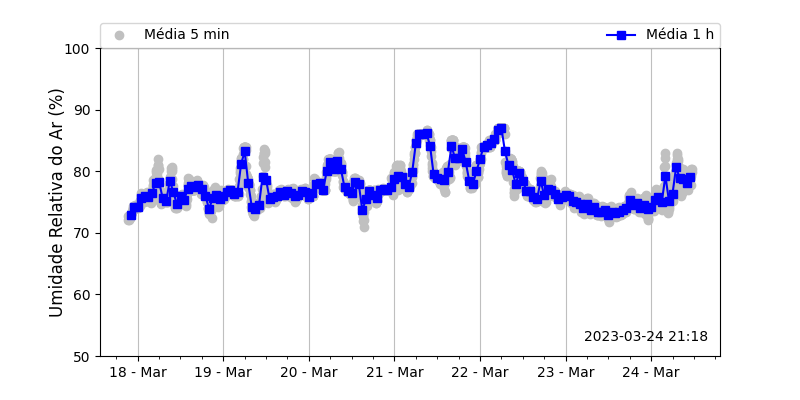 Média 5 min
Média 1 h
Umidade Relativa do Ar (%)
100
90
80
70
60
50
2023-03-24 21:18
18 - Mar
19 - Mar
20 - Mar
21 - Mar
22 - Mar
23 - Mar
24 - Mar